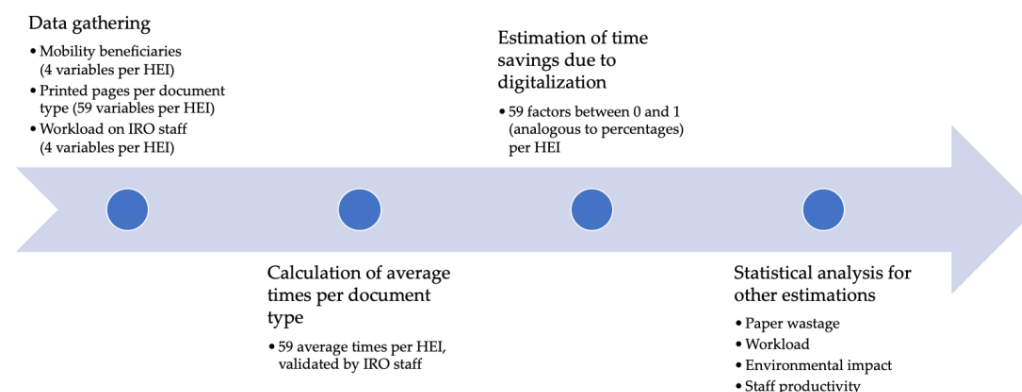 Data gathering
• Mobility beneficiaries
(4 variables per HEI)
• Printed pages per document
type (59 variables per HEI)
• Workload on IRO staff
(4 variables per HEI)
Calculation of average
times per document
type
• 59 average times per HEI,
validated by IRO staff
Estimation of time
savings due to
digitalization
• 59 factors between 0 and 1
(analogous to percentages)
per HEI
Statistical analysis for
other estimations
• Paper wastage
• Workload
• Environmental impact
• Staff productivity